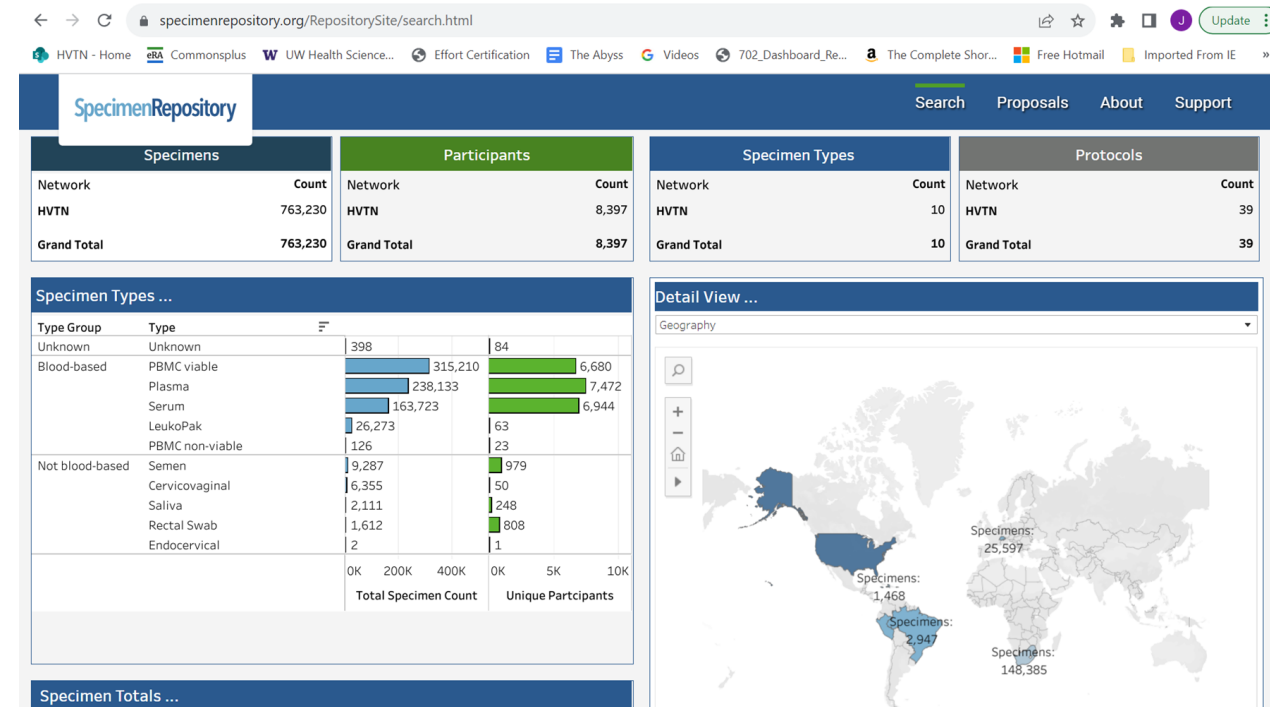 specimenrepository.org/RepositorySite/search.html
J
Update
HVTN - Home
eRA Commonsplus
W UW Health Science...
Effort Certification
The Abyss
G Videos
702_Dashboard_Re...
a The Complete Shor...
Free Hotmail
Imported From IE
»
SpecimenRepository
Search Proposals About Support
Specimens
Network Count
HVTN 763,230
Grand Total 763,230
Participants
Network Count
HVTN 8,397
Grand Total 8,397
Specimen Types
Network Count
HVTN 10
Grand Total 10
Protocols
Network Count
HVTN 39
Grand Total 39
Specimen Types ...
Type Group Type
Unknown Unknown 398 84
Blood-based PBMC viable 315,210 6,680
Plasma 238,133 7,472
Serum 163,723 6,944
LeukoPak 26,273 63
PBMC non-viable 126 23
Not blood-based Semen 9,287 979
Cervicovaginal 6,355 50
Saliva 2,111 248
Rectal Swab 1,612 808
Endocervical 2 1
0K 200K 400K 0K 5K 10K
Total Specimen Count Unique Partcipants
Detail View ...
Geography
Specimens:
25,597
Specimens:
1,468
Specimens:
2,947
Specimens:
148,385
Specimen Totals ...